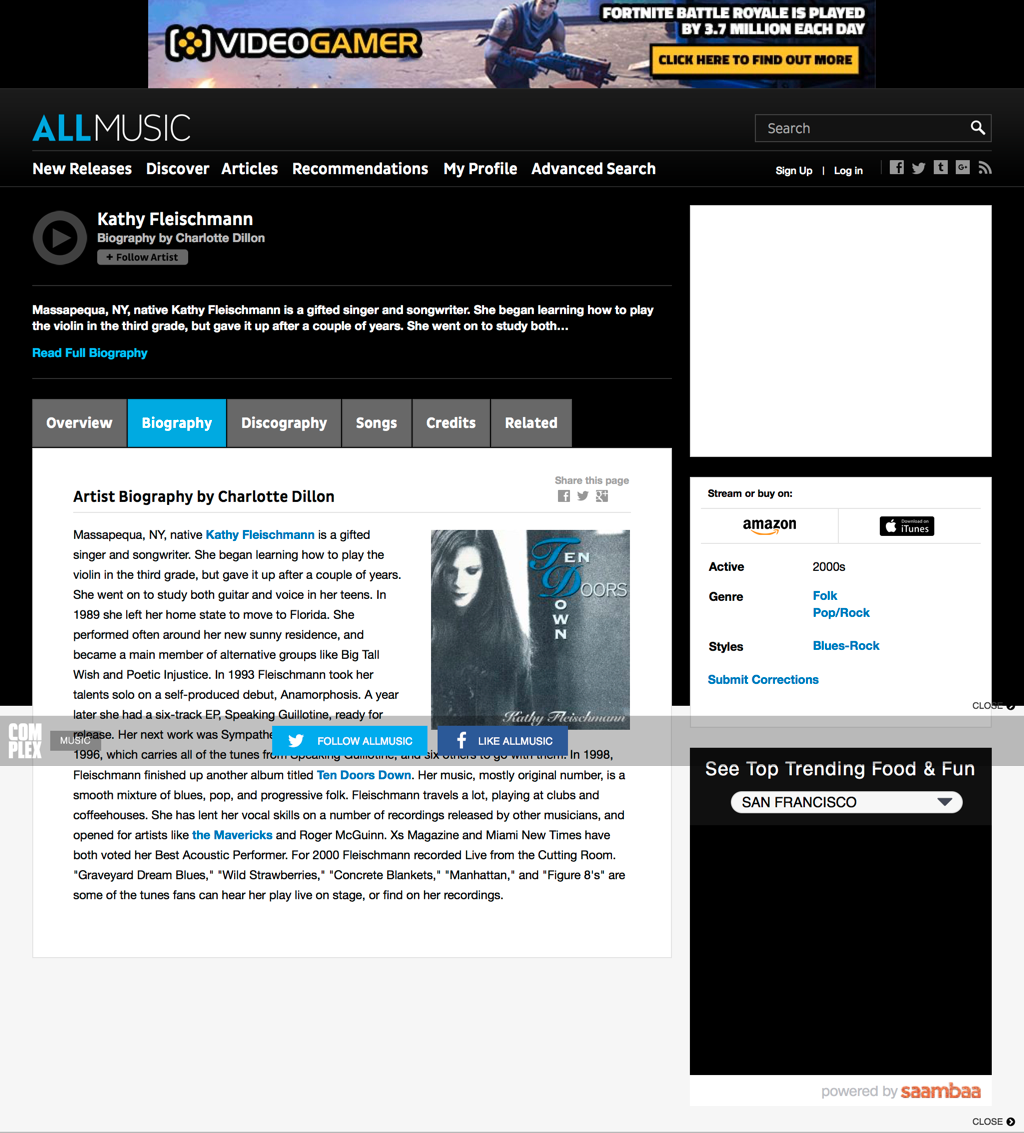 VIDEOGAMER
FORTNITE BATTLE ROYALE IS PLAYED
BY 3.7 MILLION EACH DAY
CLICK HERE TO FIND OUT MORE
ALLMUSIC
Search
New Releases Discover Articles Recommendations My Profile Advanced Search
Sign Up | Log in
Kathy Fleischmann
Biography by Charlotte Dillon
+ Follow Artist
Massapequa, NY, native Kathy Fleischmann is a gifted singer and songwriter. She began learning how to play
the violin in the third grade, but gave it up after a couple of years. She went on to study both…
Read Full Biography
Overview Biography Discography Songs Credits Related
Share this page
Artist Biography by Charlotte Dillon
Massapequa, NY, native Kathy Fleischmann is a gifted
singer and songwriter. She began learning how to play the
violin in the third grade, but gave it up after a couple of years.
She went on to study both guitar and voice in her teens. In
1989 she left her home state to move to Florida. She
performed often around her new sunny residence, and
became a main member of alternative groups like Big Tall
Wish and Poetic Injustice. In 1993 Fleischmann took her
talents solo on a self-produced debut, Anamorphosis. A year
later she had a six-track EP, Speaking Guillotine, ready for
release. Her next work was Sympathe
1996, which carries all of the tunes from Speaking Guillotine, and six others to go with them. In 1998,
Fleischmann finished up another album titled Ten Doors Down. Her music, mostly original number, is a
smooth mixture of blues, pop, and progressive folk. Fleischmann travels a lot, playing at clubs and
coffeehouses. She has lent her vocal skills on a number of recordings released by other musicians, and
opened for artists like the Mavericks and Roger McGuinn. Xs Magazine and Miami New Times have
both voted her Best Acoustic Performer. For 2000 Fleischmann recorded Live from the Cutting Room.
"Graveyard Dream Blues," "Wild Strawberries," "Concrete Blankets," "Manhattan," and "Figure 8's" are
some of the tunes fans can hear her play live on stage, or find on her recordings.
TEN
DOORS
DOWN
Kathy Fleischmann
COMPLEX
MUSIC
FOLLOW ALLMUSIC
LIKE ALLMUSIC
Stream or buy on:
amazon
Download on
iTunes
Active 2000s
Genre Folk
Pop/Rock
Styles Blues-Rock
Submit Corrections
CLOSE
See Top Trending Food & Fun
SAN FRANCISCO
powered by saambaa
CLOSE